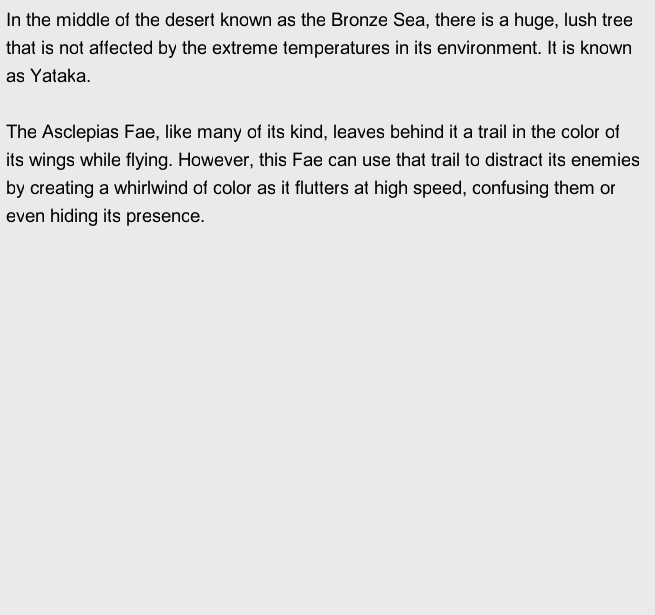 In the middle of the desert known as the Bronze Sea, there is a huge, lush tree
that is not affected by the extreme temperatures in its environment. It is known
as Yataka.

The Asclepias Fae, like many of its kind, leaves behind it a trail in the color of
its wings while flying. However, this Fae can use that trail to distract its enemies
by creating a whirlwind of color as it flutters at high speed, confusing them or
even hiding its presence.